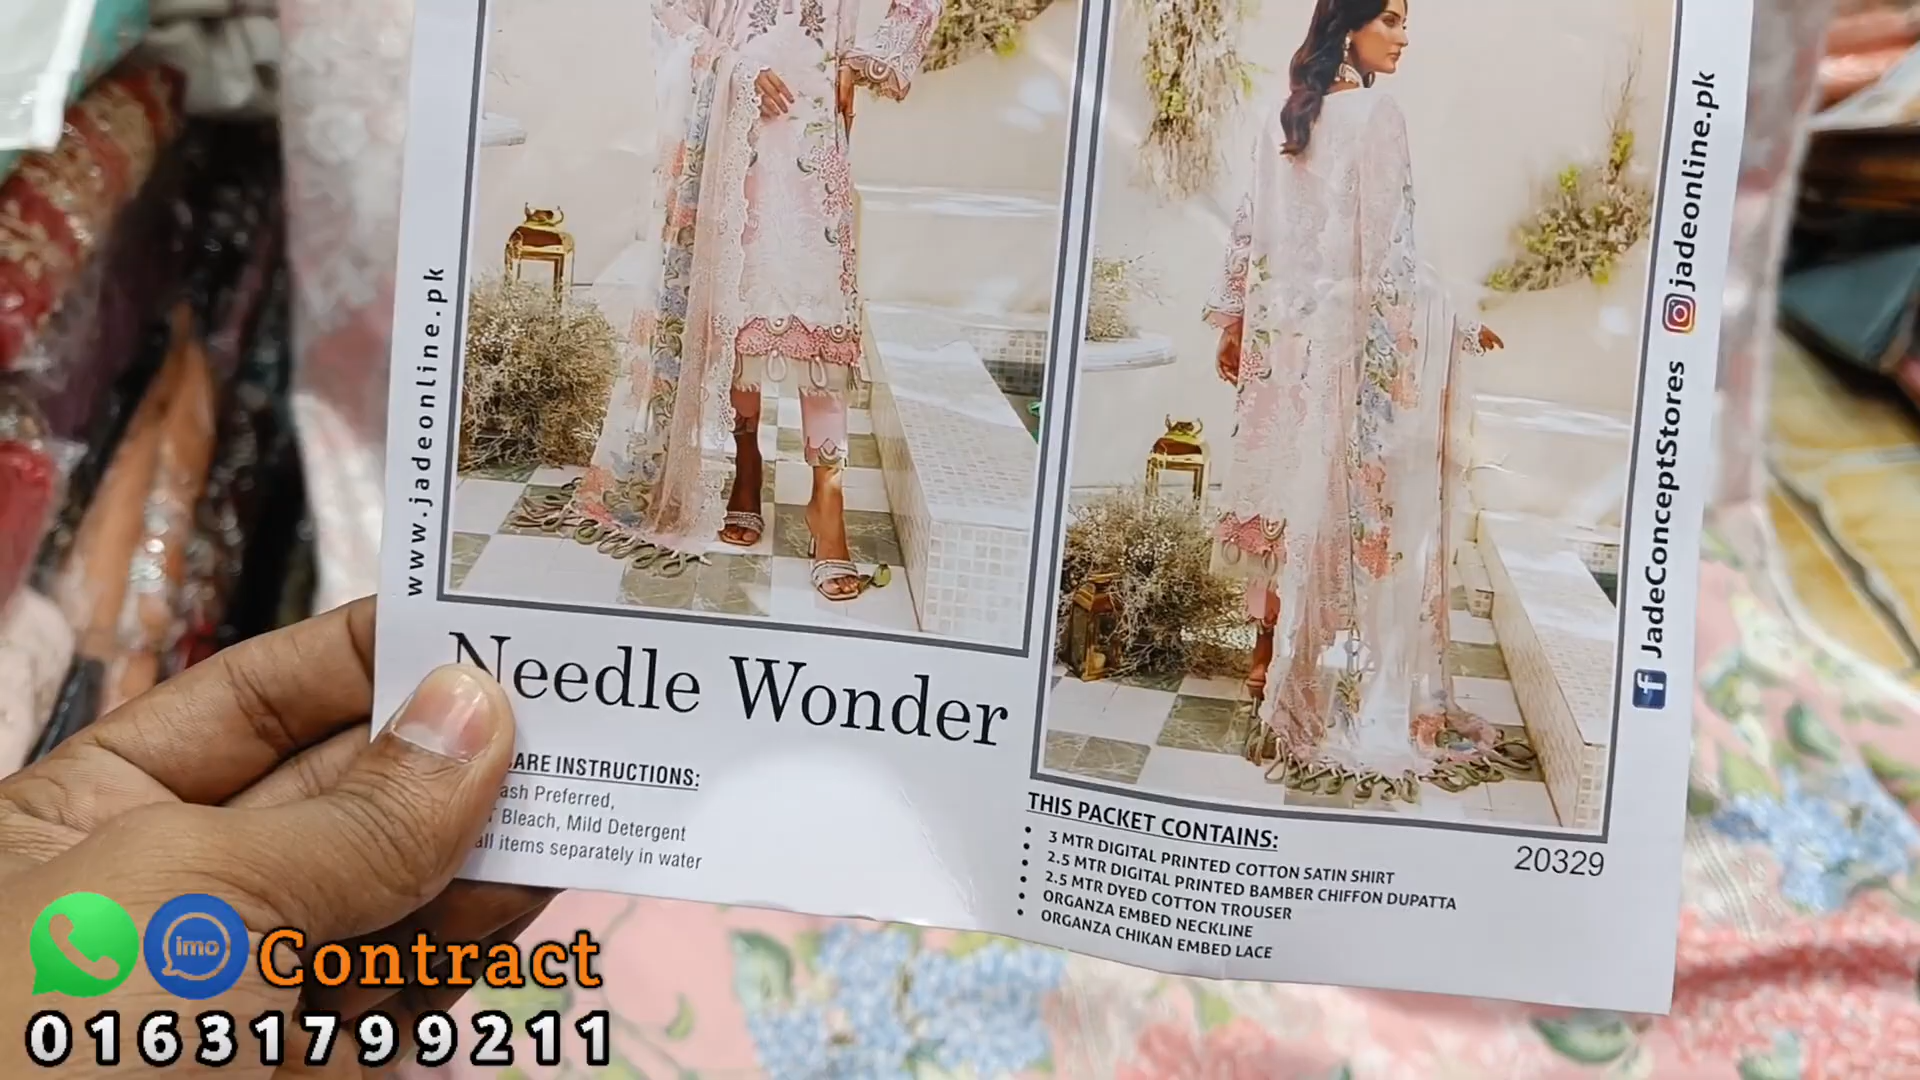 www.jadeonline.pk
Needle Wonder
INSTRUCTIONS:
Preferred,
Bleach, Mild Detergent
all items separately in water
THIS PACKET CONTAINS:
• 3 MTR DIGITAL PRINTED COTTON SATIN SHIRT
• 2.5 MTR DIGITAL PRINTED BAMBER CHIFFON DUPATTA
• 2.5 MTR DYED COTTON TROUSER
• ORGANZA EMBED NECKLINE
• ORGANZA CHIKAN EMBED LACE
20329
JadeConceptStores
jadeonline.pk
imo
Contract
01631799211